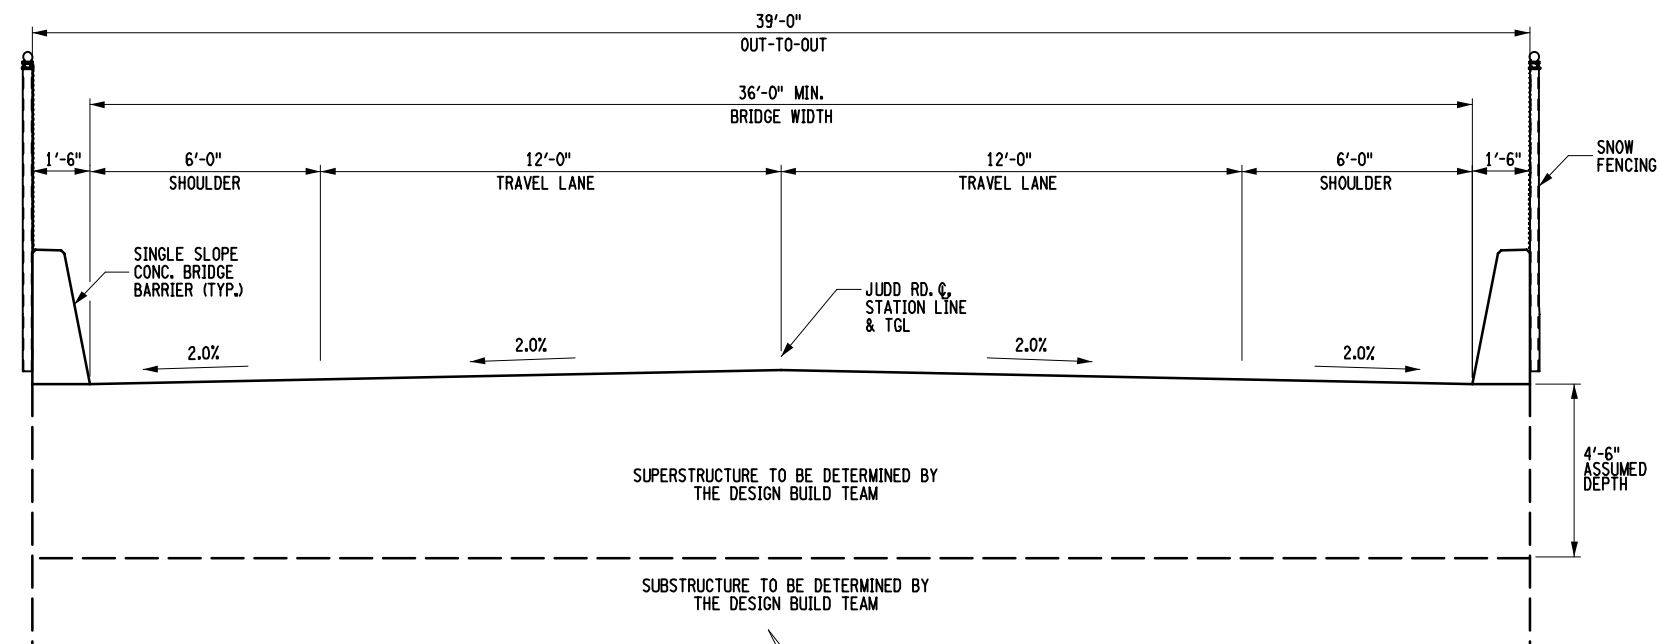 39'-0"
OUT-TO-OUT
36'-0" MIN.
BRIDGE WIDTH
1'-6"
6'-0"
SHOULDER
12'-0"
TRAVEL LANE
12'-0"
TRAVEL LANE
6'-0"
SHOULDER
1'-6"
SNOW
FENCING
SINGLE SLOPE
CONC. BRIDGE
BARRIER (TYP.)
JUDD RD. ℄,
STATION LINE
& TGL
2.0%
2.0%
2.0%
2.0%
4'-6"
ASSUMED
DEPTH
SUPERSTRUCTURE TO BE DETERMINED BY
THE DESIGN BUILD TEAM
SUBSTRUCTURE TO BE DETERMINED BY
THE DESIGN BUILD TEAM